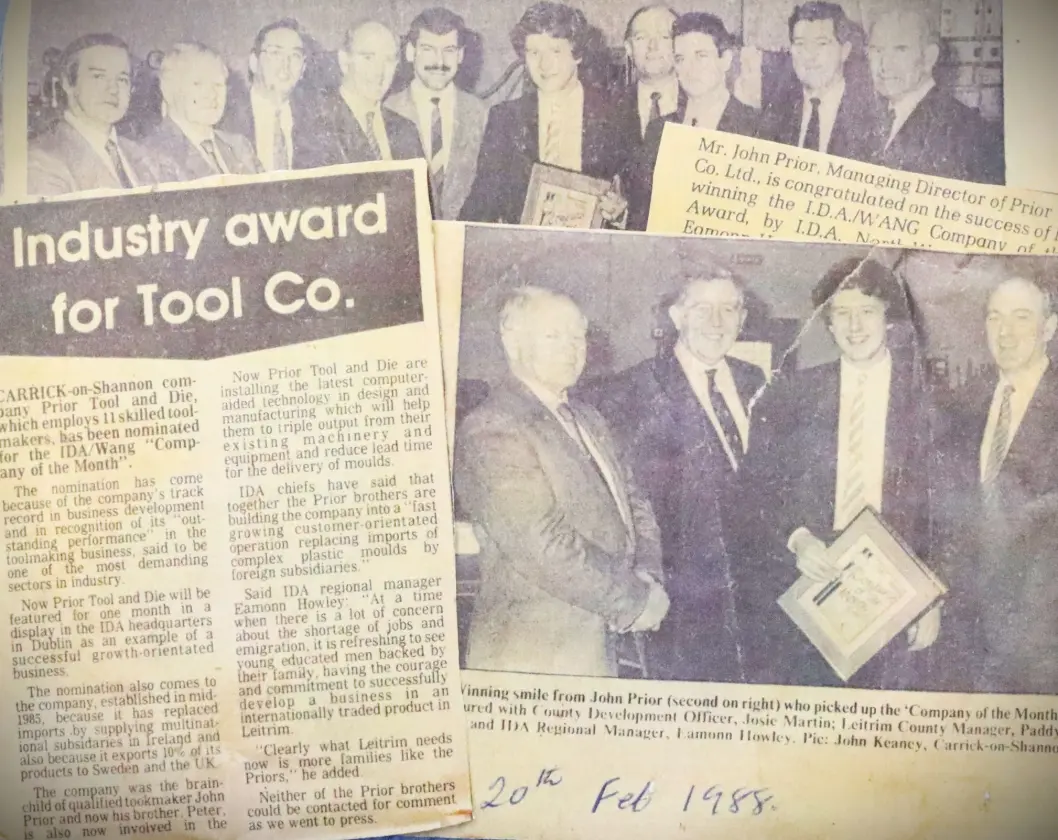 Mr. John Prior, Managing Director of Prior
Co. Ltd., is congratulated on the success of
winning the I.D.A./WANG Company of
Award, by I.D.A.
Eamonn
Industry award
for Tool Co.
CARRICK-on-Shannon com-
pany Prior Tool and Die,
which employs 11 skilled tool-
makers, has been nominated
for the IDA/Wang "Comp-
any of the Month".
The nomination has come
because of the company's track
record in business development
and in recognition of its "out-
standing performance" in the
toolmaking business, said to be
one of the most demanding
sectors in industry.
Now Prior Tool and Die will be
featured for one month in a
display in the IDA headquarters
in Dublin as an example of a
successful growth-orientated
business.
The nomination also comes to
the company, established in mid-
1985, because it has replaced
imports by supplying multinat-
ional subsidaries in Ireland and
also because it exports 10% of its
products to Sweden and the UK.
The company was the brain-
child of qualified tookmaker John
Prior and now his brother, Peter,
is also now involved in the
Now Prior Tool and Die are
installing the latest computer-
aided technology in design and
manufacturing which will help
them to triple output from their
existing machinery and
equipment and reduce lead time
for the delivery of moulds.
IDA chiefs have said that
together the Prior brothers are
building the company into a "fast
growing customer-orientated
operation replacing imports of
complex plastic moulds by
foreign subsidiaries."
Said IDA regional manager
Eamonn Howley: "At a time
when there is a lot of concern
about the shortage of jobs and
emigration, it is refreshing to see
young educated men backed by
their family, having the courage
and commitment to successfully
develop a business in an
internationally traded product in
Leitrim.
"Clearly what Leitrim needs
now is more families like the
Priors," he added.
Neither of the Prior brothers
could be contacted for comment
as we went to press.
Winning smile from John Prior (second on right) who picked up the 'Company of the Month
ured with County Development Officer, Josie Martin; Leitrim County Manager, Paddy
and IDA Regional Manager, Eamonn Howley. Pic: John Keaney, Carrick-on-Shanno
20th Feb 1988.